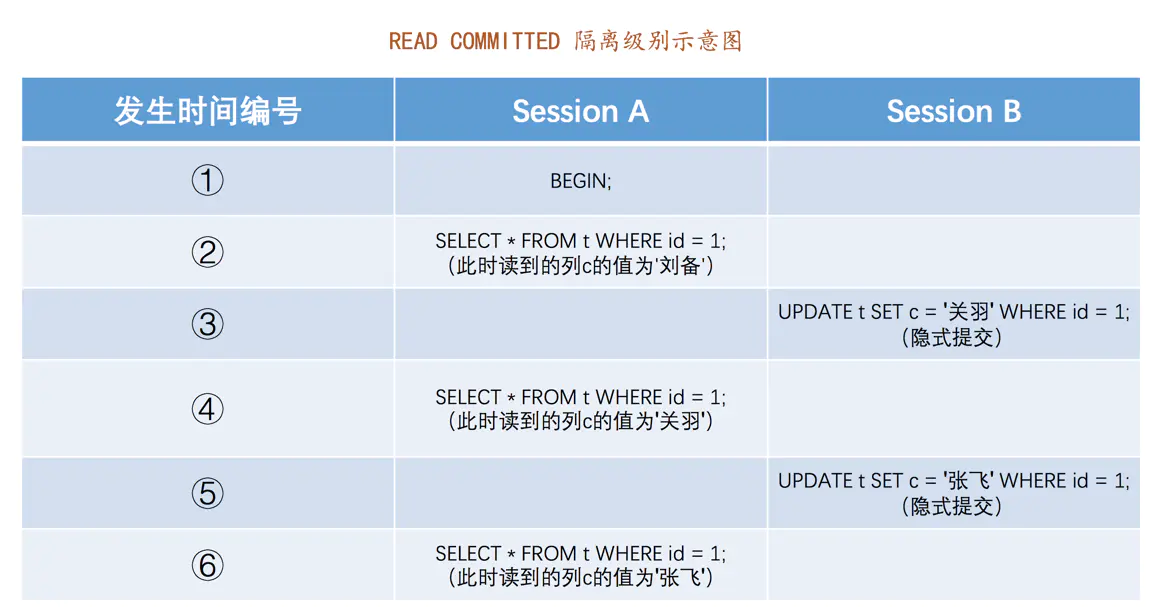 READ COMMITTED 隔离级别示意图
发生时间编号 Session A Session B
① BEGIN;
② SELECT * FROM t WHERE id = 1;
（此时读到的列c的值为'刘备'）
③ UPDATE t SET c = '关羽' WHERE id = 1;
（隐式提交）
④ SELECT * FROM t WHERE id = 1;
（此时读到的列c的值为'关羽'）
⑤ UPDATE t SET c = '张飞' WHERE id = 1;
（隐式提交）
⑥ SELECT * FROM t WHERE id = 1;
（此时读到的列c的值为'张飞'）